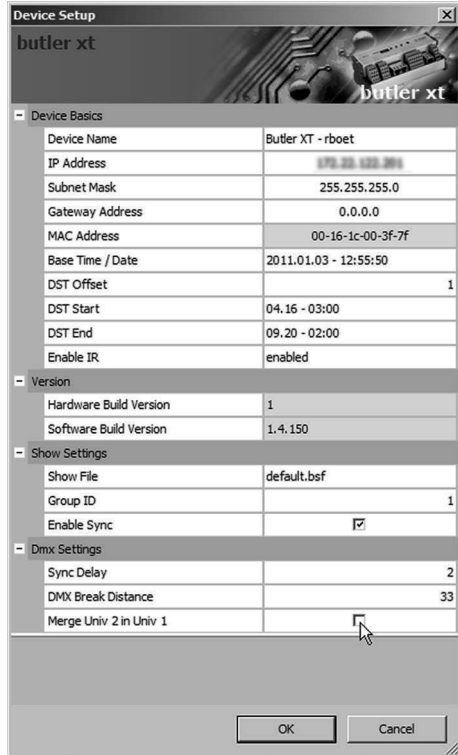 Device Setup
butler xt
butler xt
Device Basics
Device Name Butler XT - rboet
IP Address
Subnet Mask 255.255.255.0
Gateway Address 0.0.0.0
MAC Address 00-16-1c-00-3f-7f
Base Time / Date 2011.01.03 - 12:55:50
DST Offset 1
DST Start 04.16 - 03:00
DST End 09.20 - 02:00
Enable IR enabled
Version
Hardware Build Version 1
Software Build Version 1.4.150
Show Settings
Show File default.bsf
Group ID 1
Enable Sync
Dmx Settings
Sync Delay 2
DMX Break Distance 33
Merge Univ 2 in Univ 1
OK Cancel